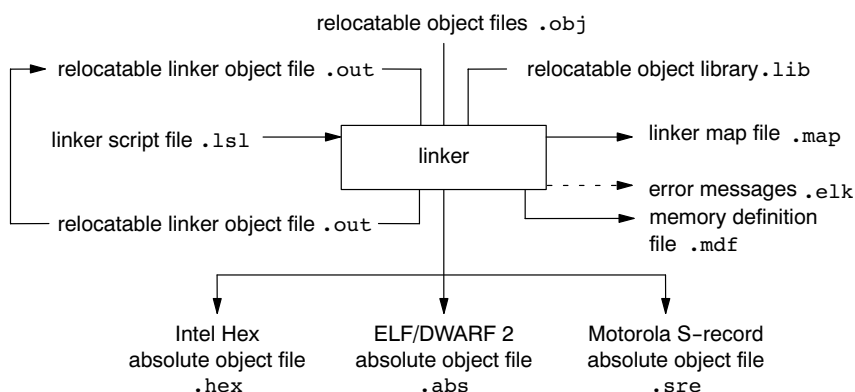 relocatable object files .obj
relocatable linker object file .out
relocatable object library.lib
linker script file .lsl
linker
linker map file .map
error messages .elk
relocatable linker object file .out
memory definition
file .mdf
Intel Hex
absolute object file
.hex
ELF/DWARF 2
absolute object file
.abs
Motorola S-record
absolute object file
.sre